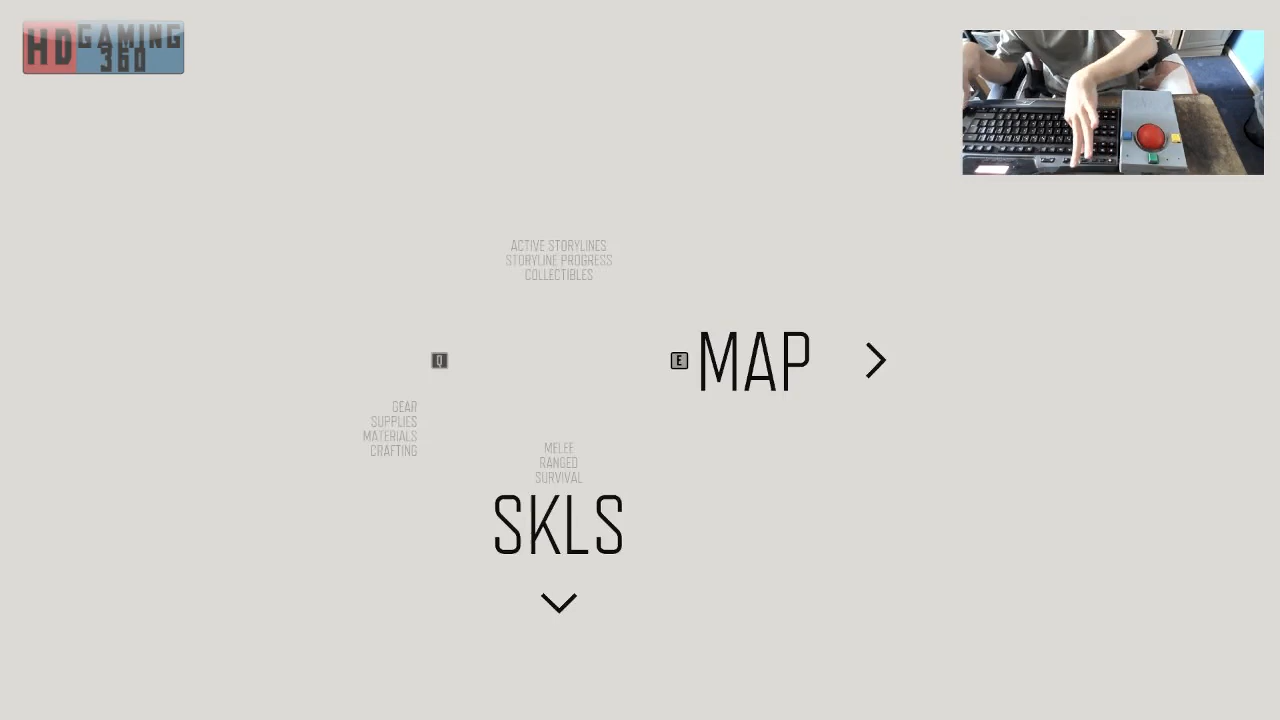 HD GAMING
360
ACTIVE STORYLINES
STORYLINE PROGRESS
COLLECTIBLES
Q
E MAP
GEAR
SUPPLIES
MATERIALS
CRAFTING
MELEE
RANGED
SURVIVAL
SKLS